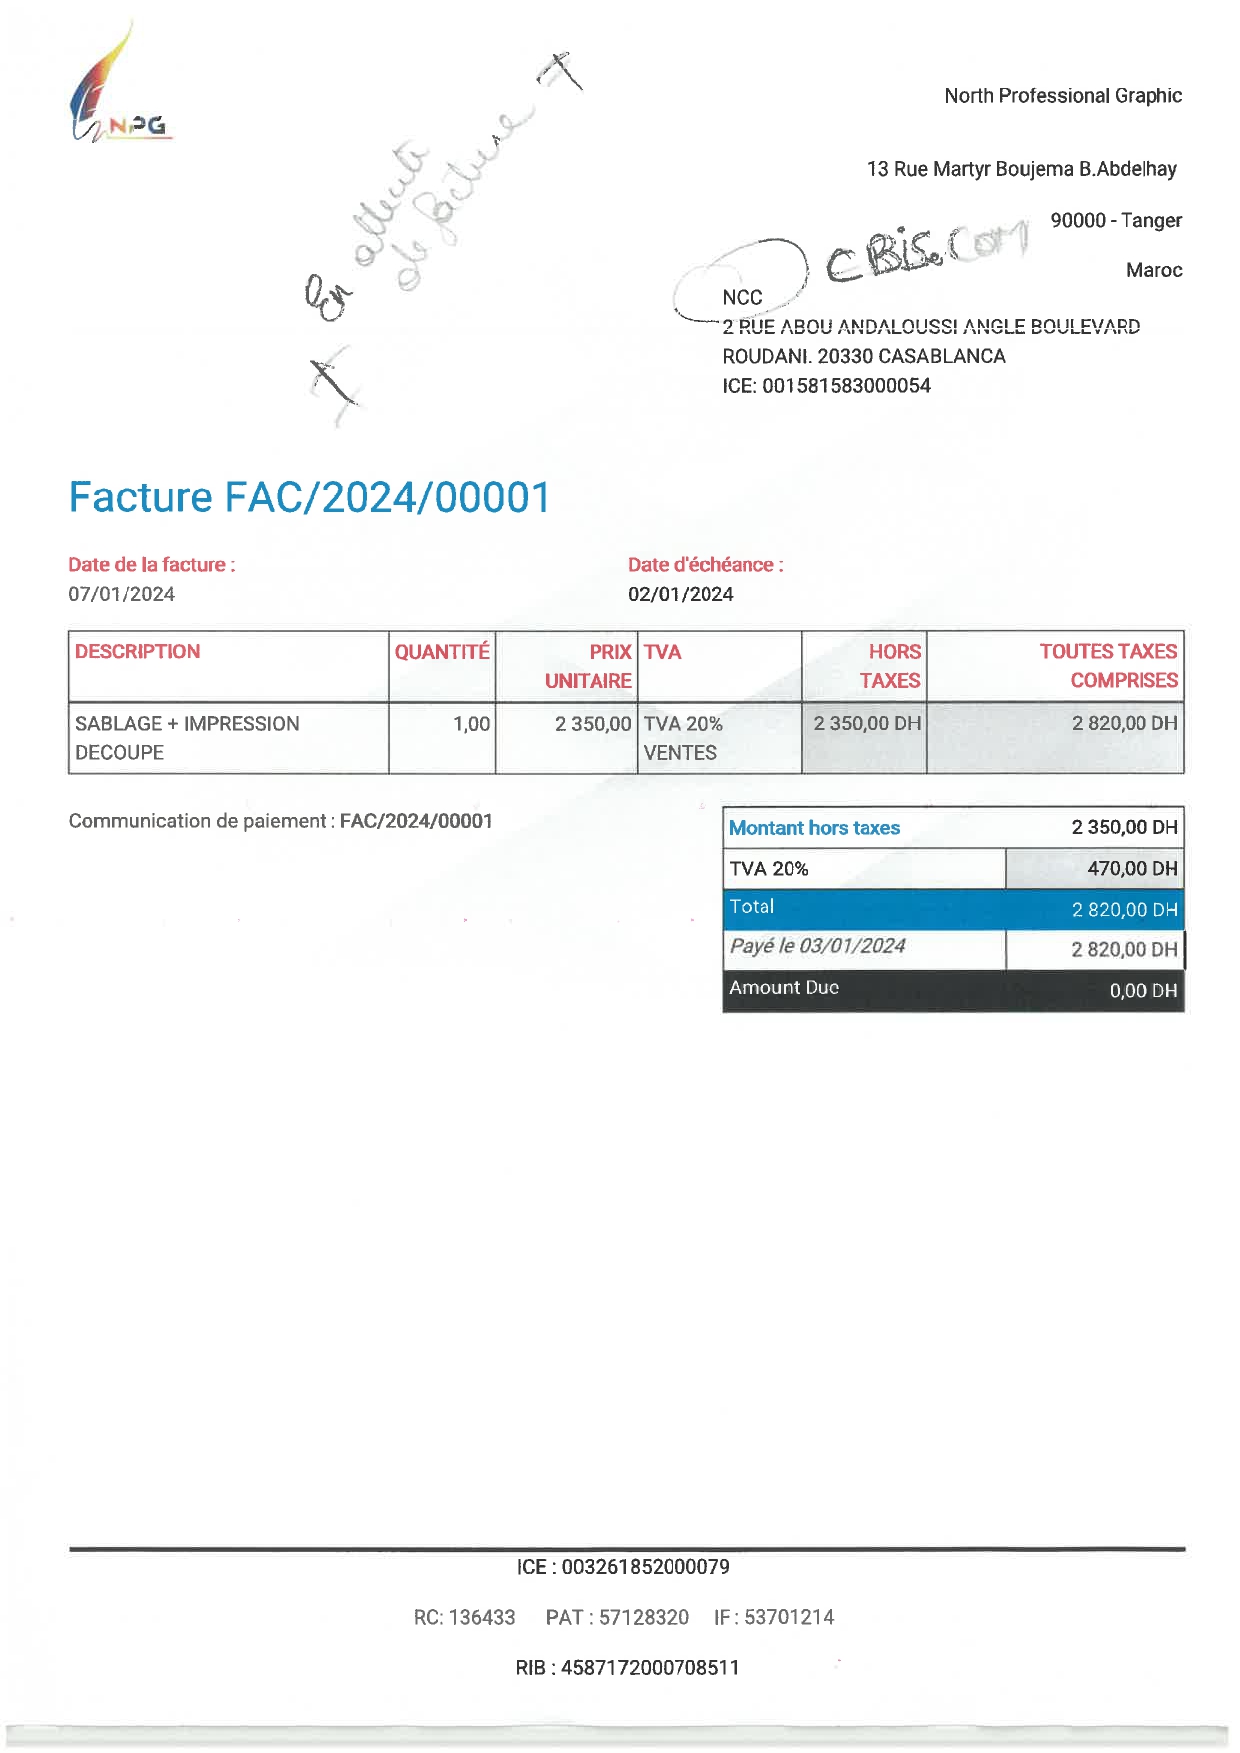 NPG
North Professional Graphic
13 Rue Martyr Boujema B.Abdelhay
90000 - Tanger
Maroc
En attente
de facture
CBIS.COM
NCC
2 RUE ABOU ANDALOUSSI ANGLE BOULEVARD
ROUDANI. 20330 CASABLANCA
ICE: 001581583000054
Facture FAC/2024/00001
Date de la facture : Date d'échéance :
07/01/2024 02/01/2024
DESCRIPTION QUANTITÉ PRIX TVA HORS TOUTES TAXES
UNITAIRE TAXES COMPRISES
SABLAGE + IMPRESSION 1,00 2 350,00 TVA 20% 2 350,00 DH 2 820,00 DH
DECOUPE VENTES
Communication de paiement : FAC/2024/00001
Montant hors taxes 2 350,00 DH
TVA 20% 470,00 DH
Total 2 820,00 DH
Payé le 03/01/2024 2 820,00 DH
Amount Due 0,00 DH
ICE : 003261852000079
RC: 136433 PAT : 57128320 IF : 53701214
RIB : 4587172000708511